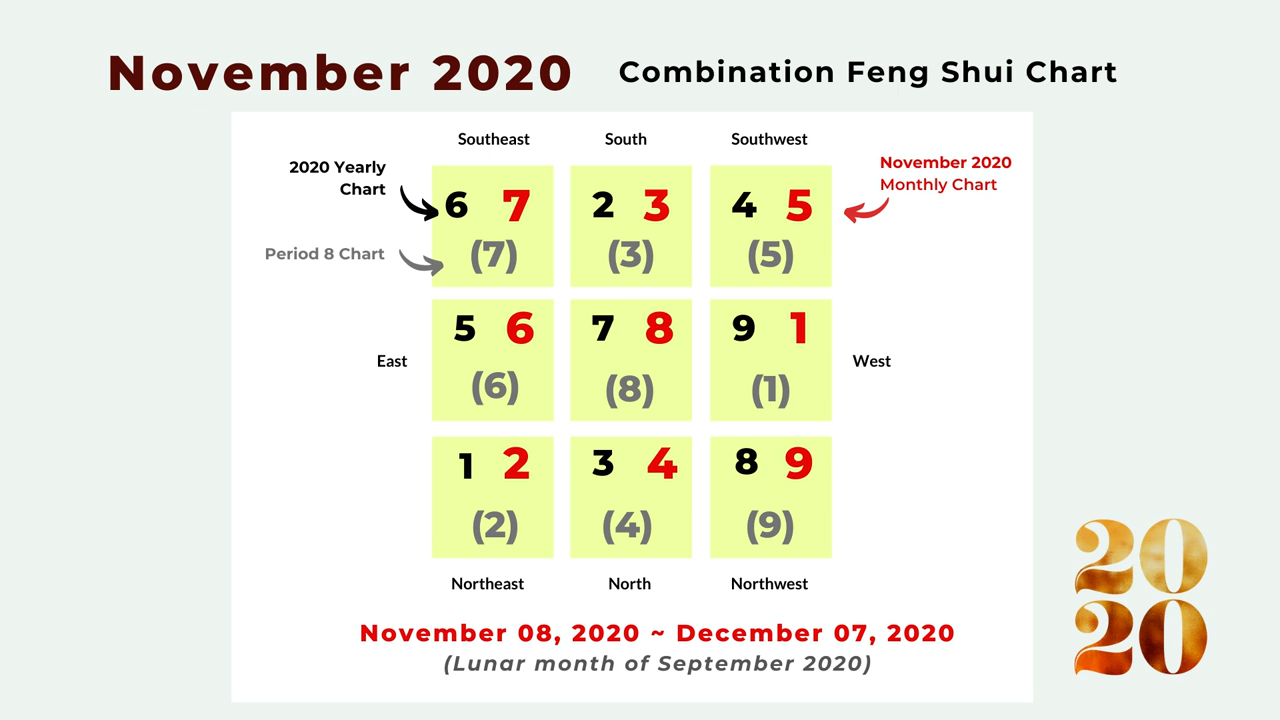 November 2020 Combination Feng Shui Chart
Southeast South Southwest
2020 Yearly
Chart
November 2020
Monthly Chart
Period 8 Chart
6 7 2 3 4 5
(7) (3) (5)
5 6 7 8 9 1
East West
(6) (8) (1)
1 2 3 4 8 9
(2) (4) (9)
Northeast North Northwest
November 08, 2020 ~ December 07, 2020
(Lunar month of September 2020)
20
20